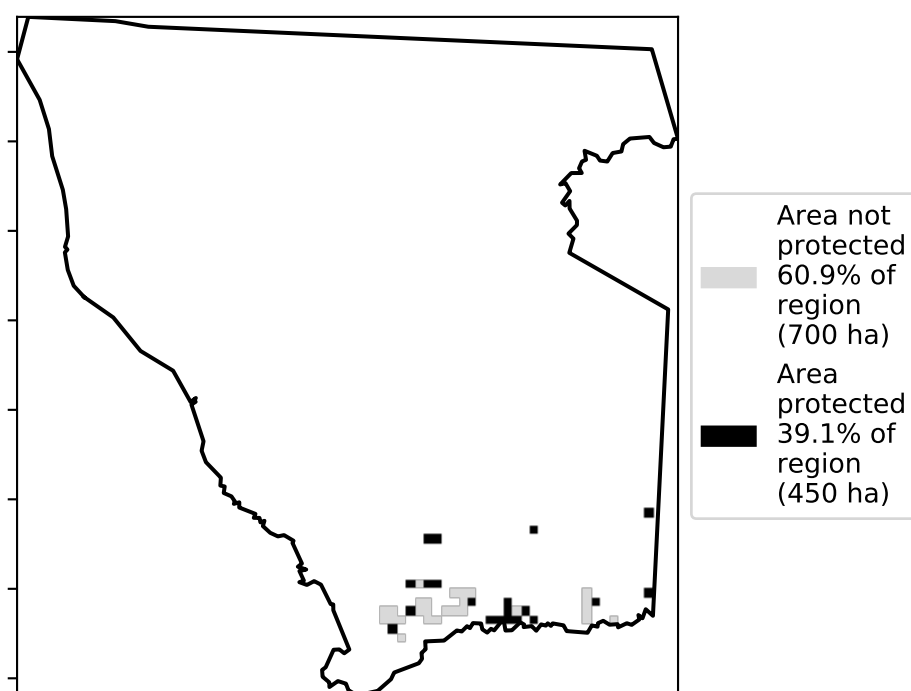 Area not
protected
60.9% of
region
(700 ha)
Area
protected
39.1% of
region
(450 ha)